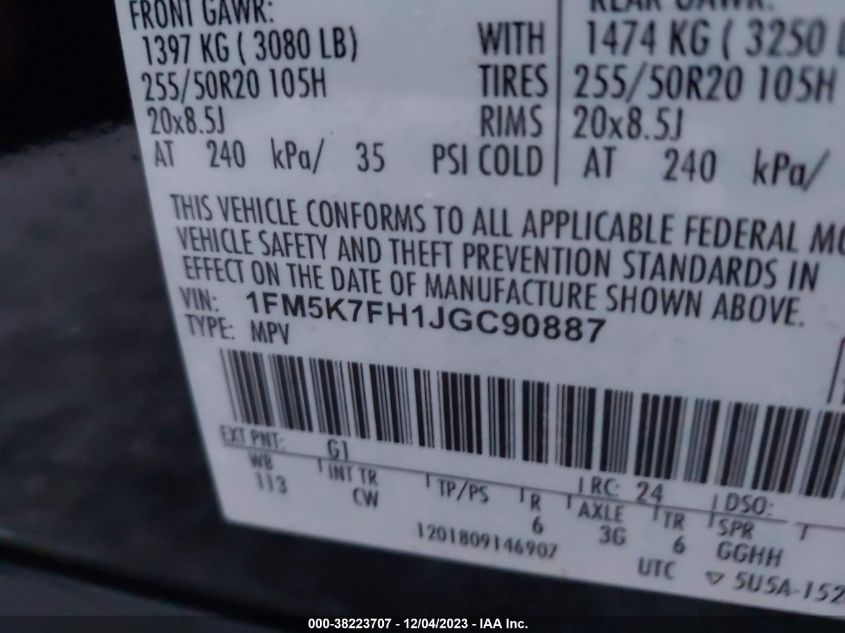 FRONT GAWR:
1397 KG ( 3080 LB)
255/50R20 105H
20x8.5J
AT 240 kPa/ 35 PSI COLD
WITH
TIRES
RIMS
REAR GAWR:
1474 KG ( 3250 L
255/50R20 105H
20x8.5J
AT 240 kPa/
THIS VEHICLE CONFORMS TO ALL APPLICABLE FEDERAL MO
VEHICLE SAFETY AND THEFT PREVENTION STANDARDS IN
EFFECT ON THE DATE OF MANUFACTURE SHOWN ABOVE.
VIN: 1FM5K7FH1JGC90887
TYPE: MPV
EXT PNT: G1 RC: 24 DSO:
WB INT TR TP/PS R AXLE TR SPR T
113 CW 6 3G 6 GGHH
1201809146907 UTC ▽ 5U5A-152
000-38223707 - 12/04/2023 - IAA Inc.